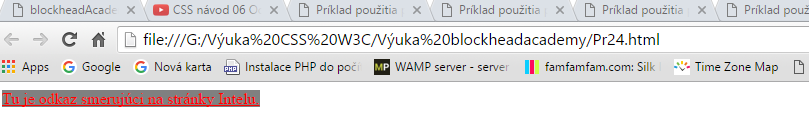 blockheadAcade
CSS návod 06 O
Príklad použitia p
Príklad použitia p
Príklad použitia p
Príklad použi
file:///G:/Výuka%20CSS%20W3C/Výuka%20blockheadacademy/Pr24.html
Apps Google Nová karta Instalace PHP do počí WAMP server - server famfamfam.com: Silk Time Zone Map
Tu je odkaz smerujúci na stránky Intelu.